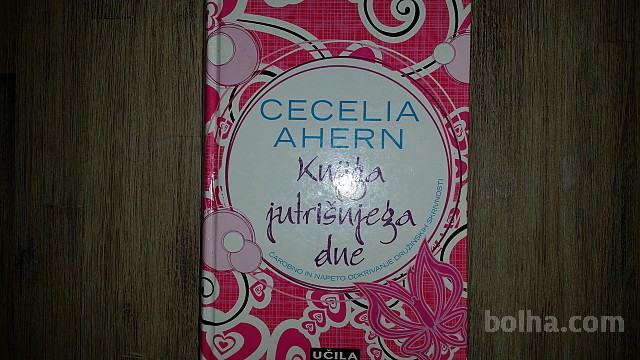 CECELIA
AHERN
Knjiga
jutrišnjega
dne
ČAROBNO IN NAPETO ODKRIVANJE DRUŽINSKIH SKRIVNOSTI
UČILA
bolha.com